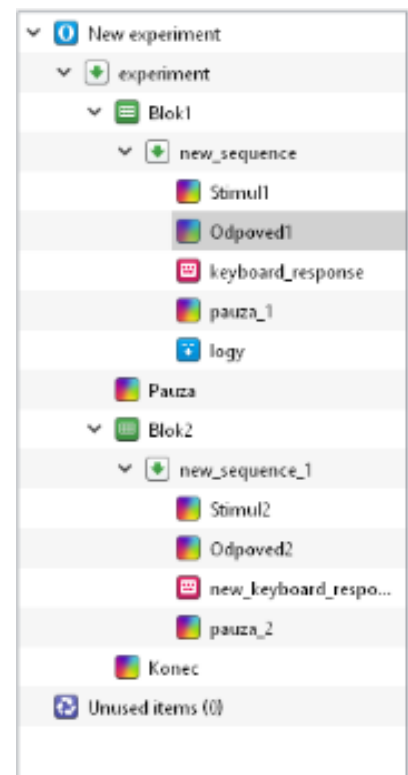 New experiment
experiment
Blok1
new_sequence
Stimul1
Odpoved1
keyboard_response
pauza_1
logy
Pauza
Blok2
new_sequence_1
Stimul2
Odpoved2
new_keyboard_respo...
pauza_2
Konec
Unused items (0)